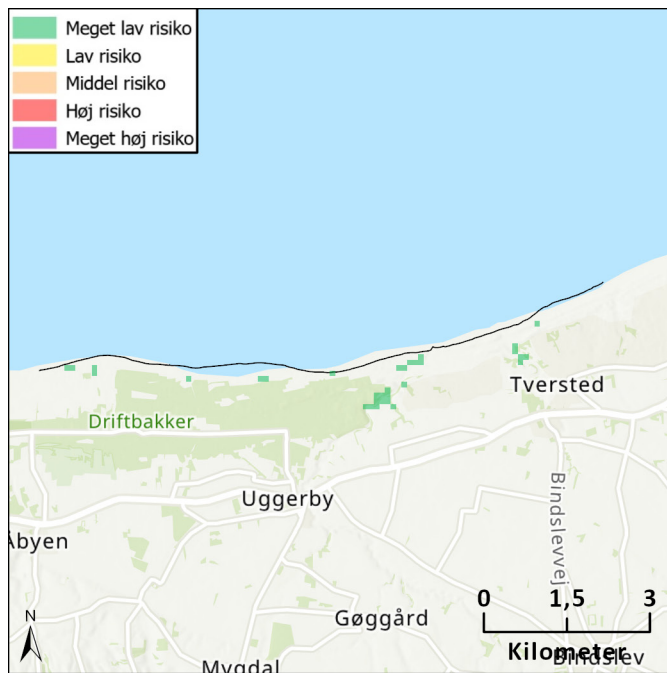 Meget lav risiko
Lav risiko
Middel risiko
Høj risiko
Meget høj risiko
Tversted
Driftbakker
Uggerby
Bindslevvej
Åbyen
0 1,5 3
Gøggård
N
Kilometer
Bindslev
Mygdal